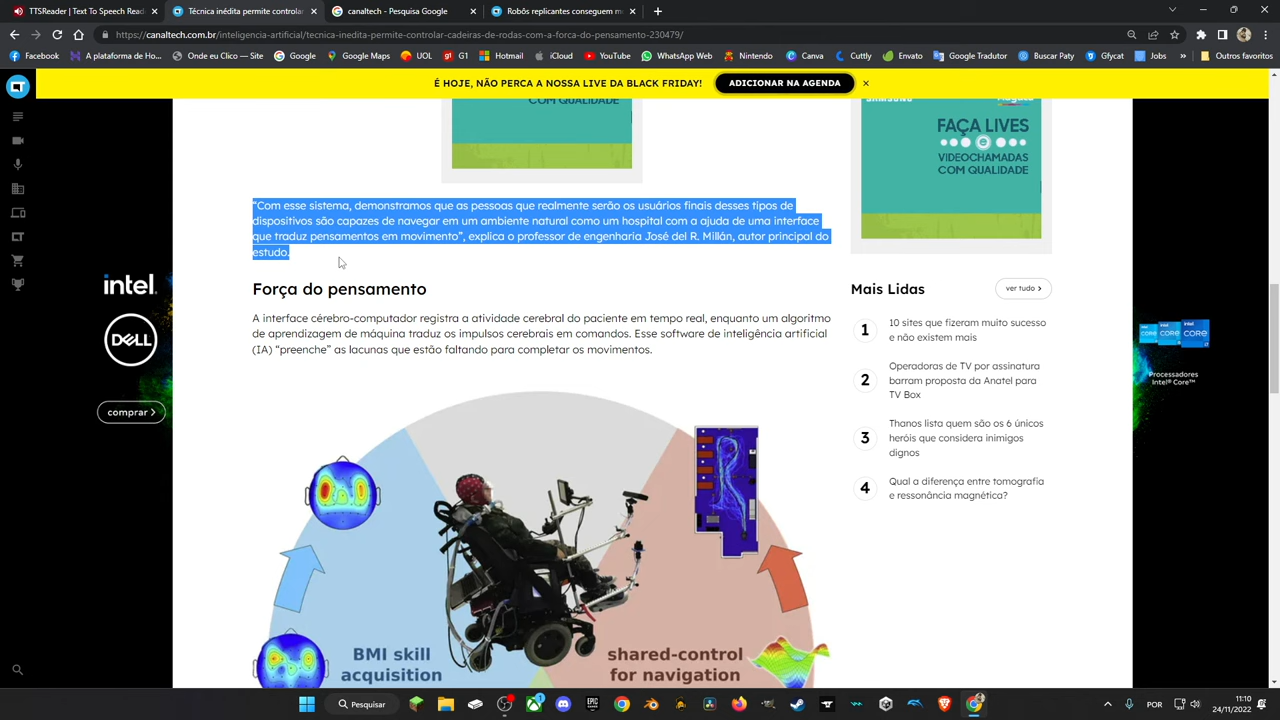 TTSReader | Text to Speech Read
Técnica inédita permite controlar
canaltech - Pesquisa Google
Robôs replicantes conseguem m
https://canaltech.com.br/inteligencia-artificial/tecnica-inedita-permite-controlar-cadeiras-de-rodas-com-a-forca-do-pensamento-230479/
Facebook
A plataforma de Ho...
Onde In...
Google
Google Maps
UOL
g1
Hotmail
iCloud
YouTube
WhatsApp Web
Nintendo
Canva
Cuttly
Envato
Google Tradutor
Buscar Paty
Gfycat
Jobs
Outros favoritos
É HOJE, NÃO PERCA A NOSSA LIVE DA BLACK FRIDAY!
ADICIONAR NA AGENDA
COM QUALIDADE
SAMSUNG
FAÇA LIVES
e
VIDEOCHAMADAS
COM QUALIDADE
“Com esse sistema, demonstramos que as pessoas que realmente serão os usuários finais desses tipos de
dispositivos são capazes de navegar em um ambiente natural como um hospital com a ajuda de uma interface
que traduz pensamentos em movimento”, explica o professor de engenharia José del R. Millán, autor principal do
estudo.
Força do pensamento
A interface cérebro-computador registra a atividade cerebral do paciente em tempo real, enquanto um algoritmo
de aprendizagem de máquina traduz os impulsos cerebrais em comandos. Esse software de inteligência artificial
(IA) “preenche” as lacunas que estão faltando para completar os movimentos.
BMI skill
acquisition
shared-control
for navigation
Mais Lidas
ver tudo
1
10 sites que fizeram muito sucesso
e não existem mais
2
Operadoras de TV por assinatura
barram proposta da Anatel para
TV Box
3
Thanos lista quem são os 6 únicos
heróis que considera inimigos
dignos
4
Qual a diferença entre tomografia
e ressonância magnética?
intel.
DELL
comprar
CORE
CORE
CORE
Processadores
Intel® Core™
Pesquisar
POR
11:10
24/11/2022